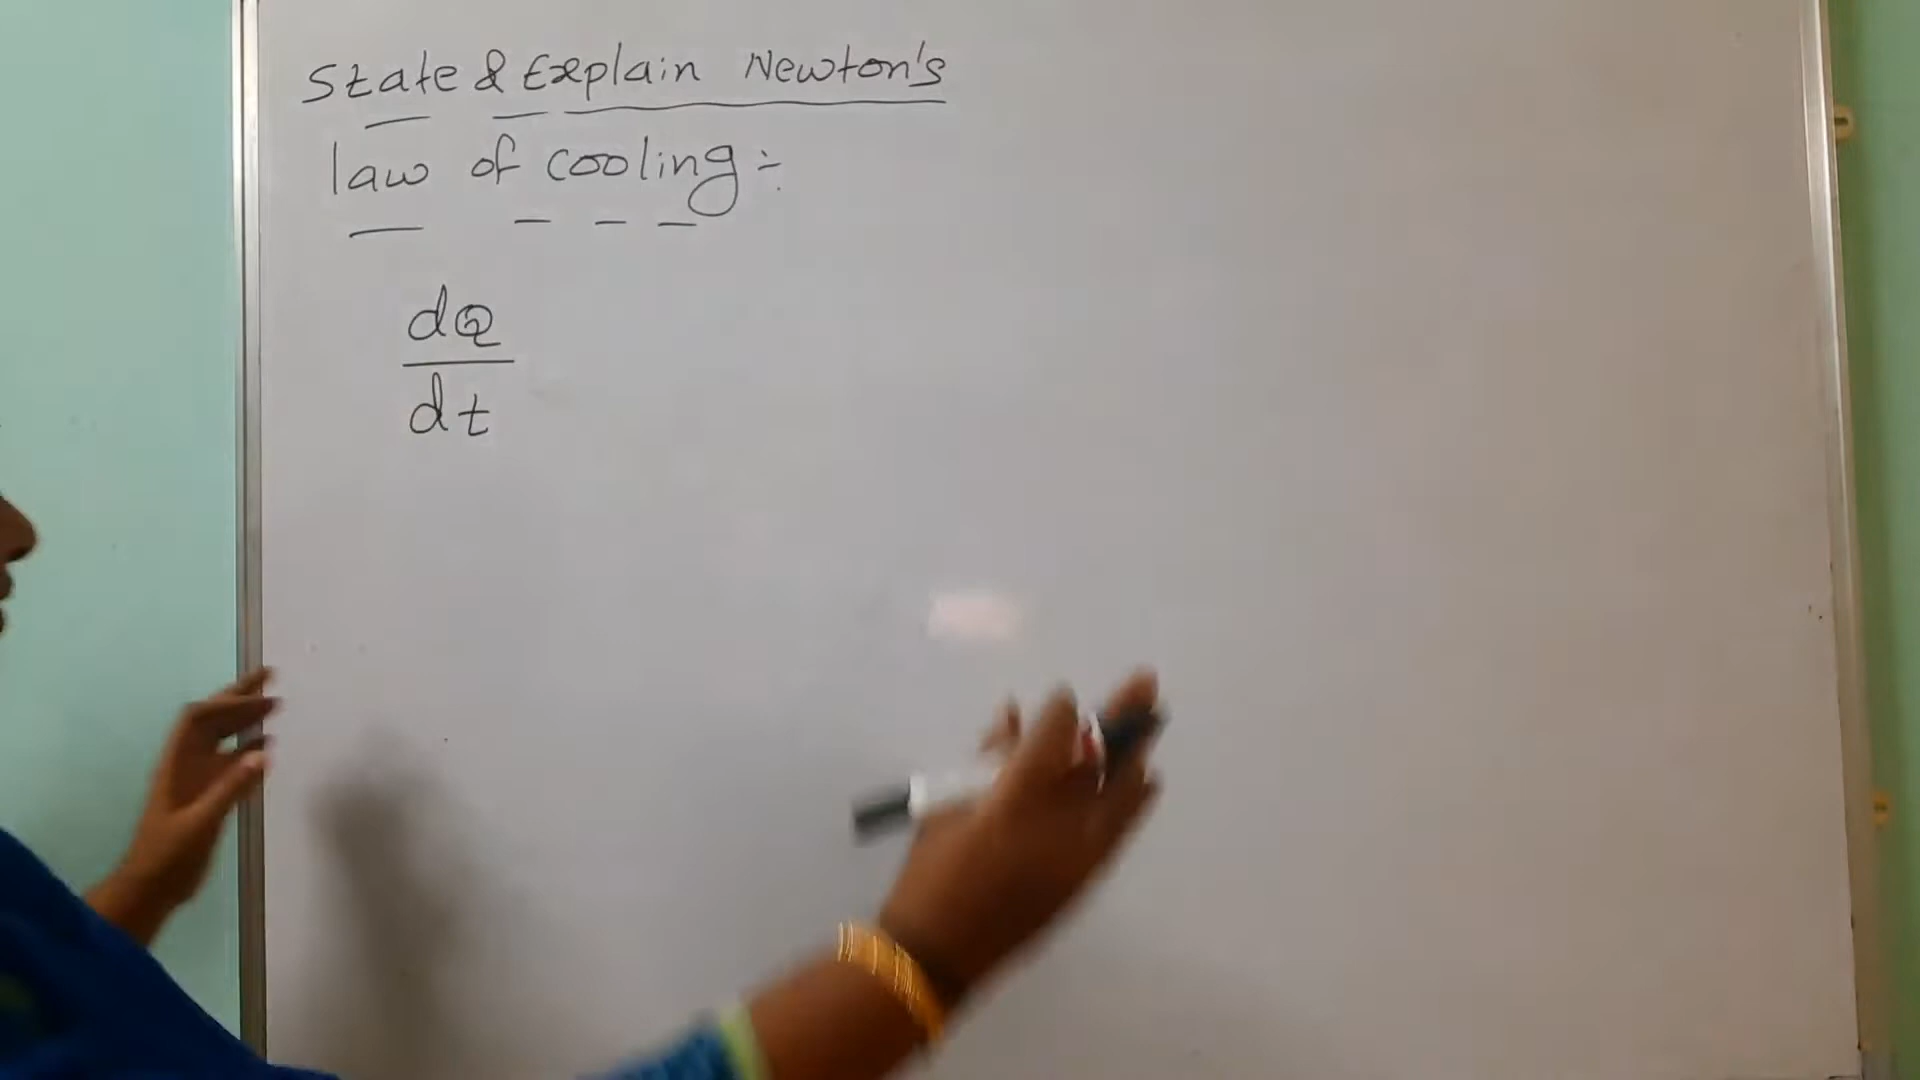 State & Explain Newton's
law of cooling :-
dQ
dt